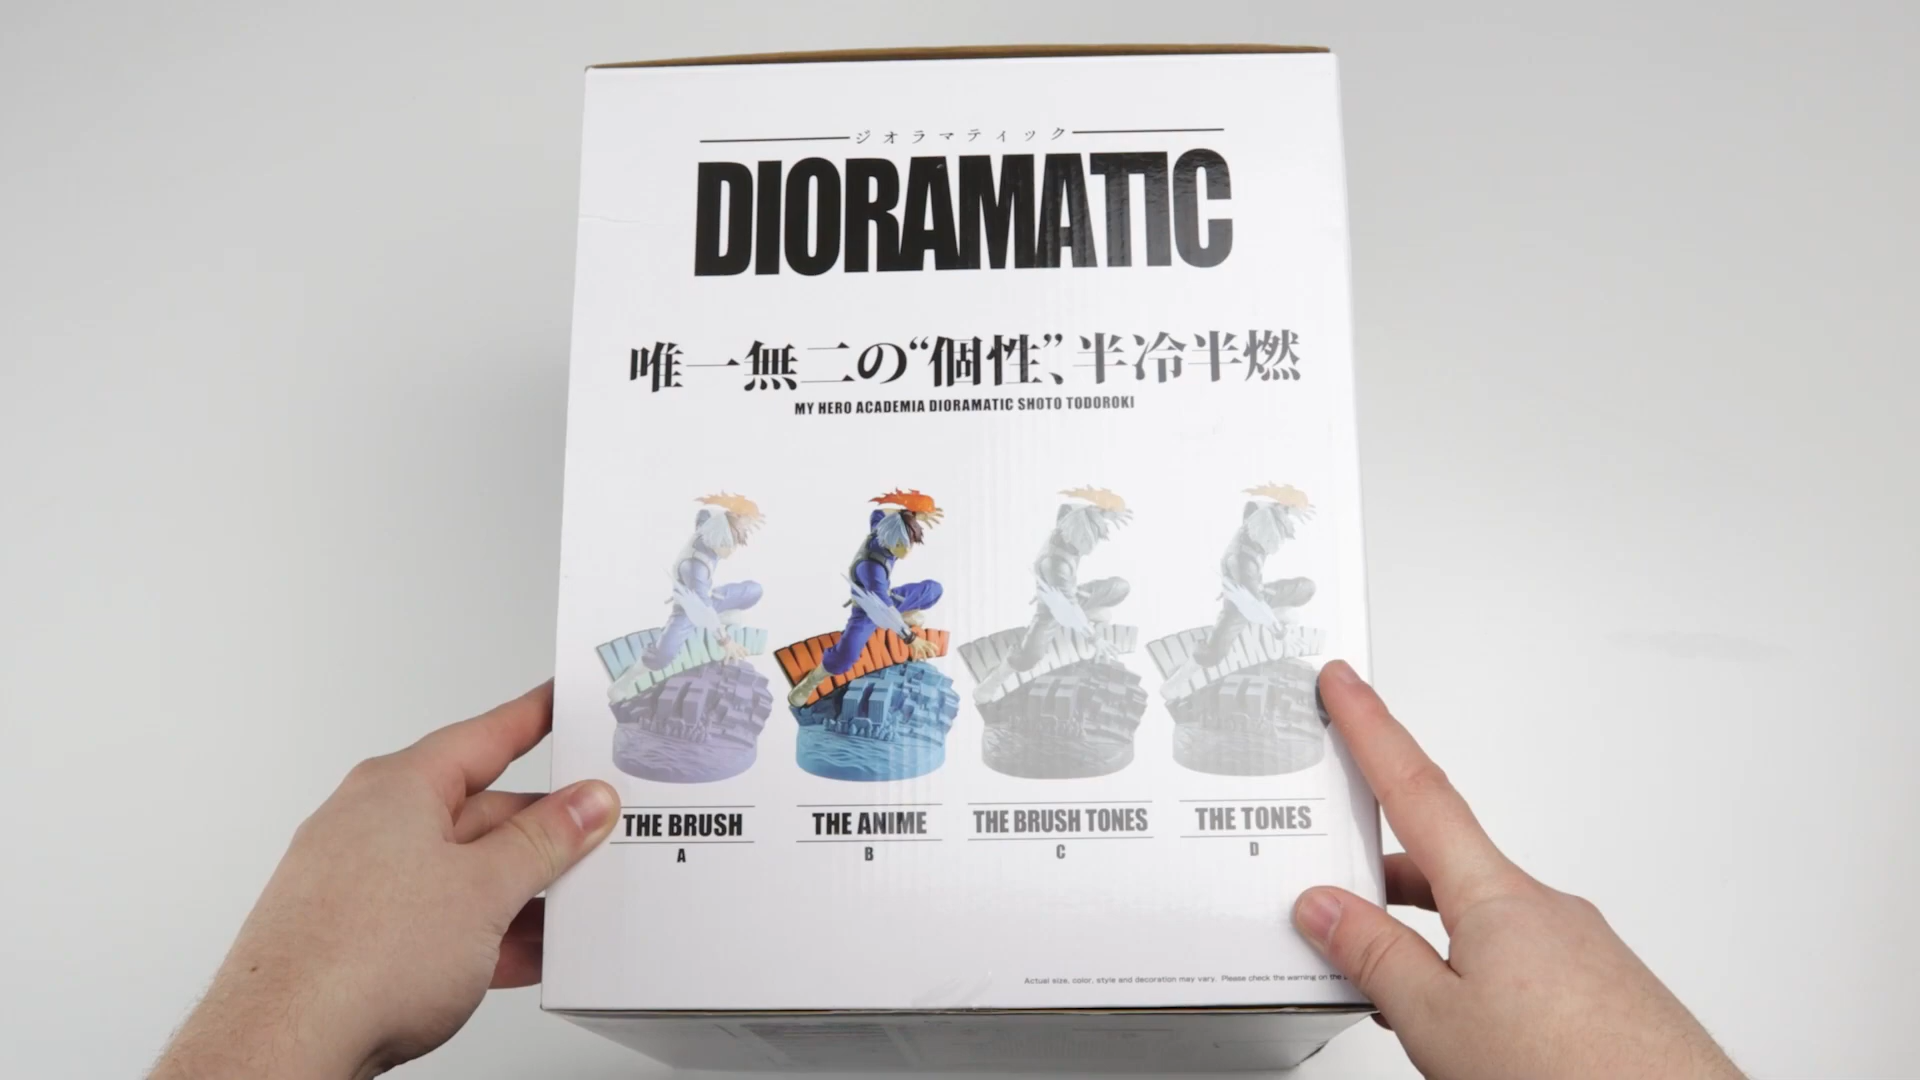 ジオラマティック
DIORAMATIC
唯一無二の“個性”、半冷半燃
MY HERO ACADEMIA DIORAMATIC SHOTO TODOROKI
THE BRUSH
A
THE ANIME
B
THE BRUSH TONES
C
THE TONES
D
Actual size, color, style and decoration may vary. Please check the warning on the